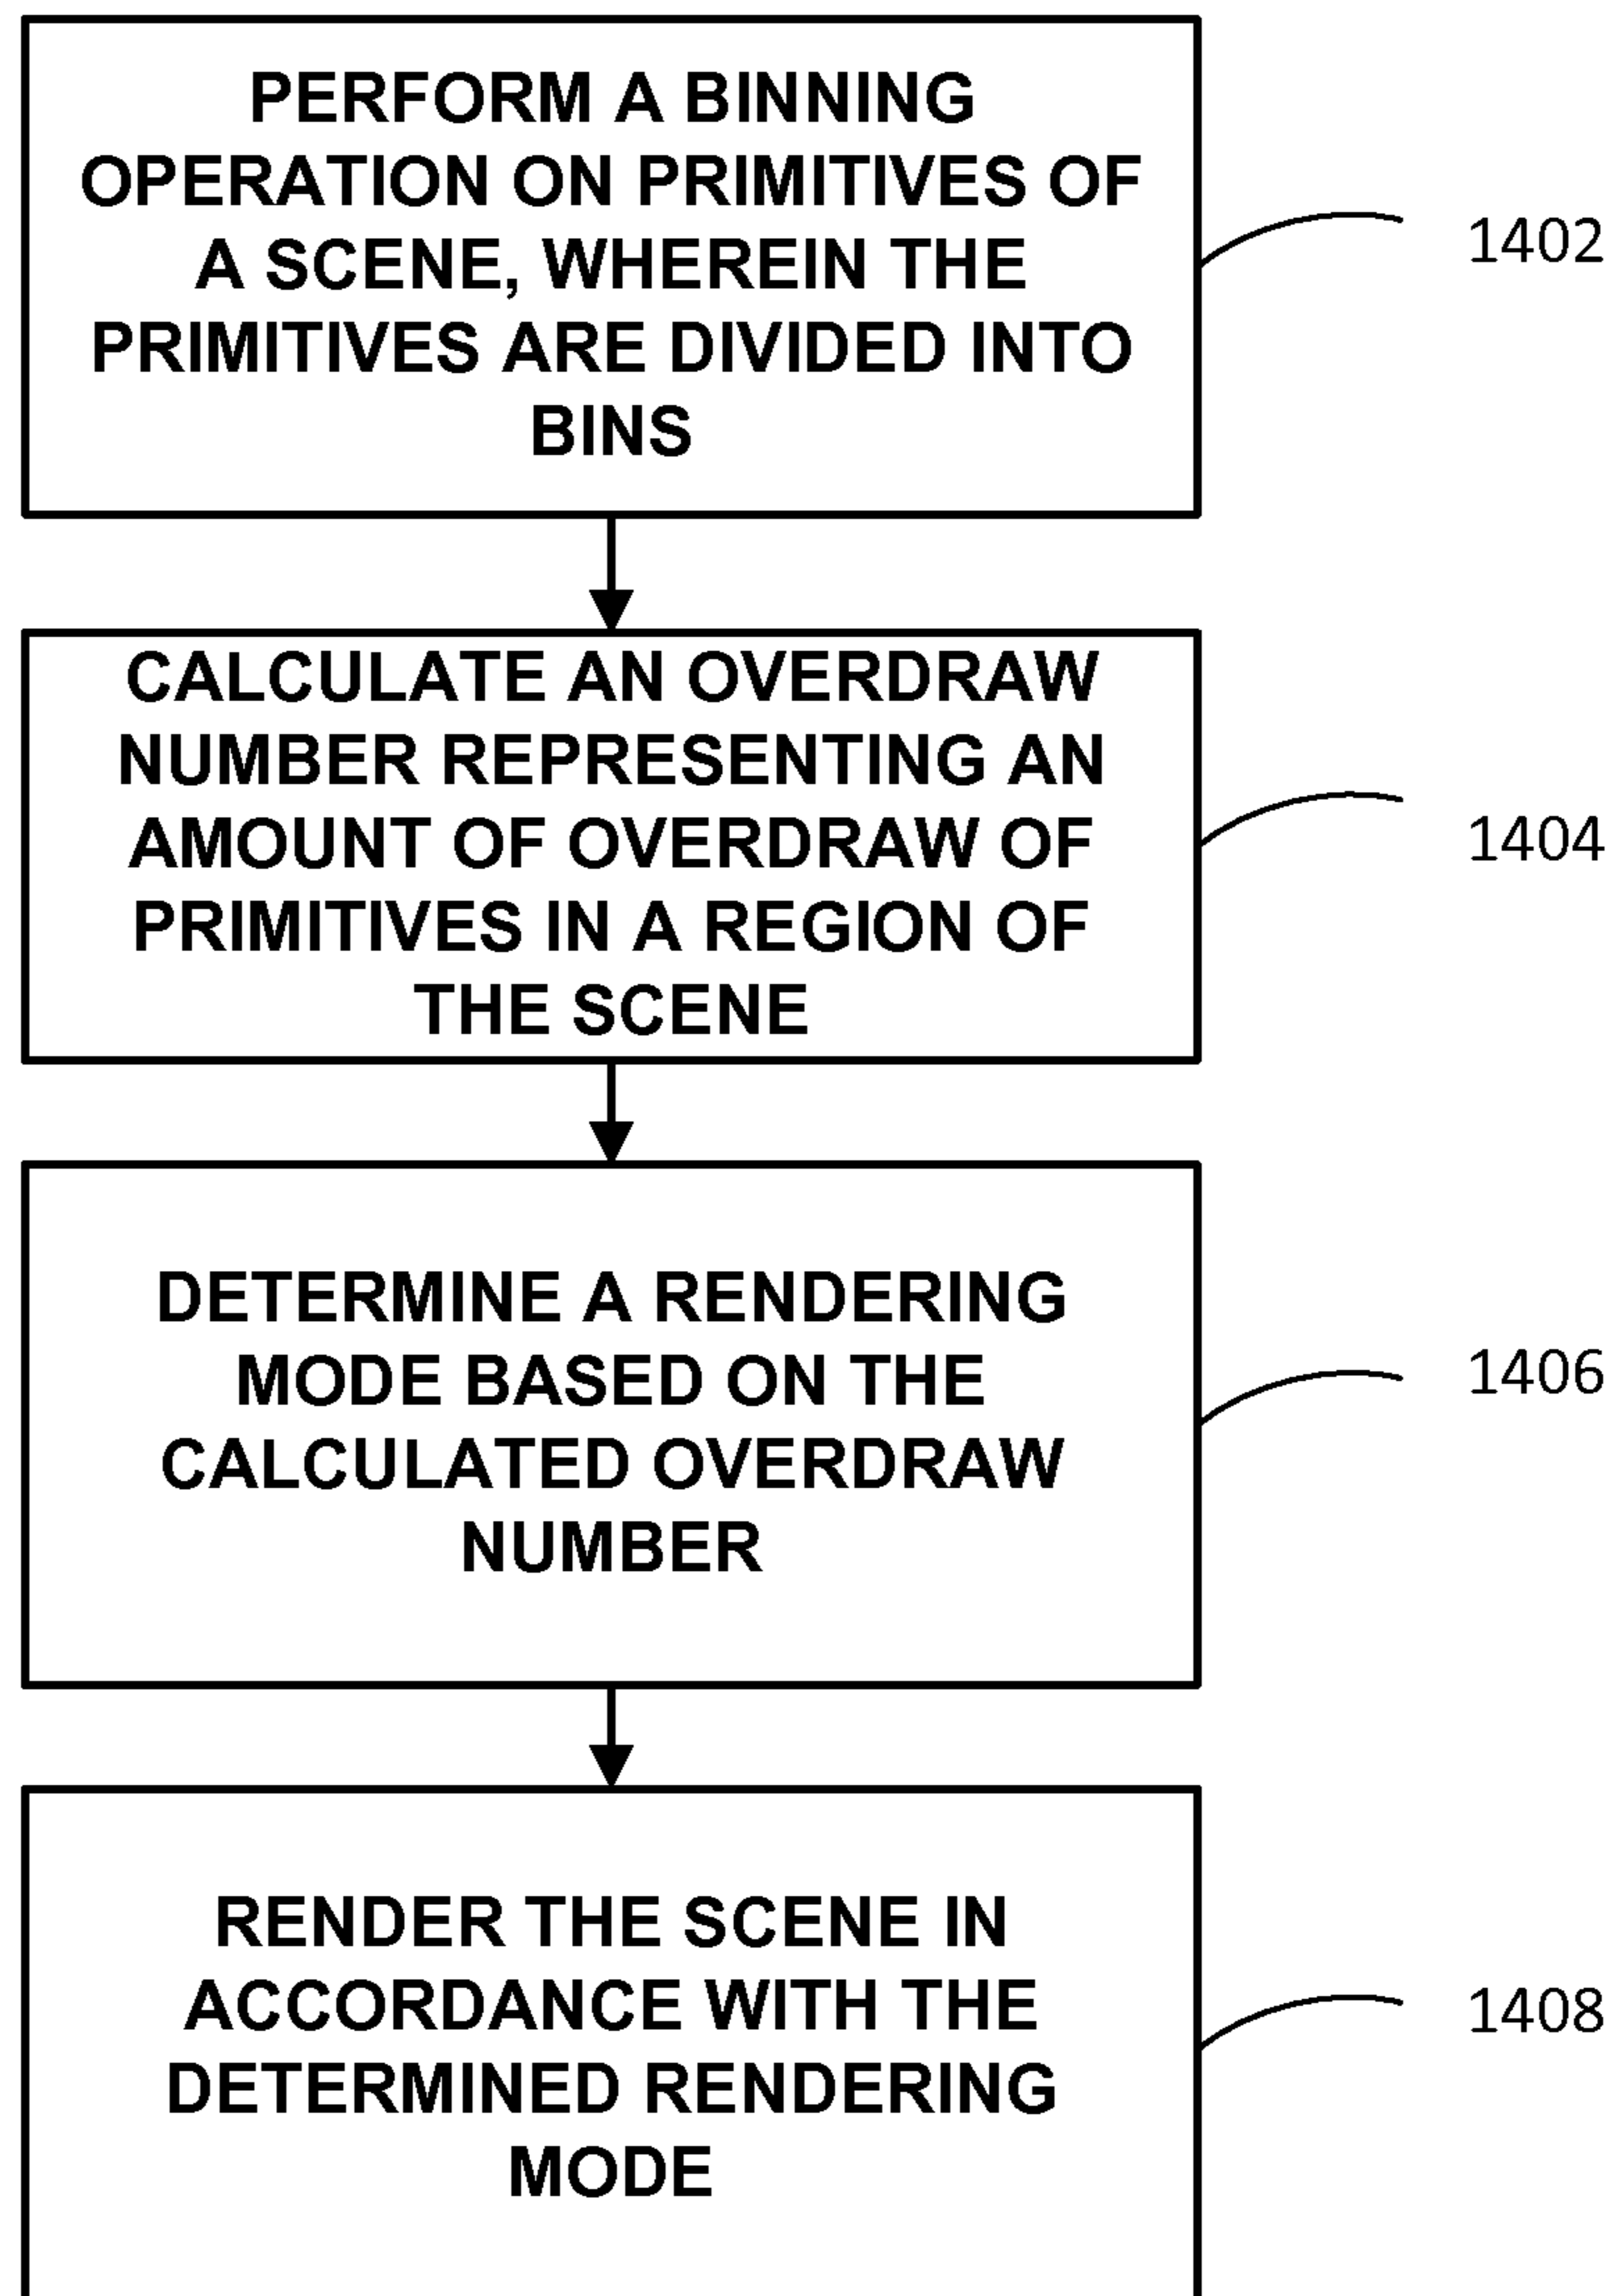 PERFORM A BINNING
OPERATION ON PRIMITIVES OF
A SCENE, WHEREIN THE
PRIMITIVES ARE DIVIDED INTO
BINS
1402
CALCULATE AN OVERDRAW
NUMBER REPRESENTING AN
AMOUNT OF OVERDRAW OF
PRIMITIVES IN A REGION OF
THE SCENE
1404
DETERMINE A RENDERING
MODE BASED ON THE
CALCULATED OVERDRAW
NUMBER
1406
RENDER THE SCENE IN
ACCORDANCE WITH THE
DETERMINED RENDERING
MODE
1408